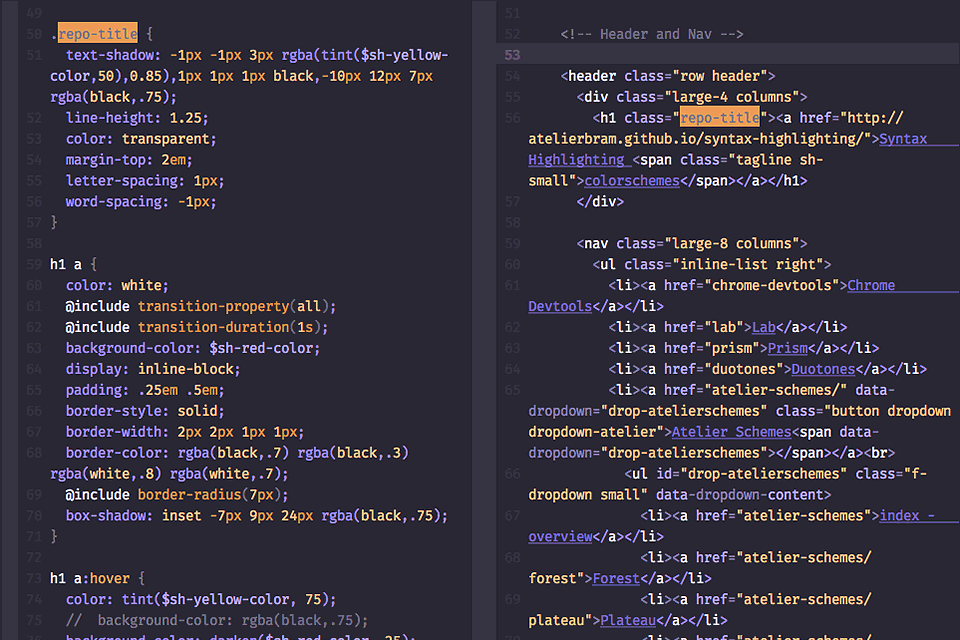 49
50 .repo-title {
51 text-shadow: -1px -1px 3px rgba(tint($sh-yellow-
color,50),0.85),1px 1px 1px black,-10px 12px 7px
rgba(black,.75);
52 line-height: 1.25;
53 color: transparent;
54 margin-top: 2em;
55 letter-spacing: 1px;
56 word-spacing: -1px;
57 }
58
59 h1 a {
60 color: white;
61 @include transition-property(all);
62 @include transition-duration(1s);
63 background-color: $sh-red-color;
64 display: inline-block;
65 padding: .25em .5em;
66 border-style: solid;
67 border-width: 2px 2px 1px 1px;
68 border-color: rgba(black,.7) rgba(black,.3)
rgba(white,.8) rgba(white,.7);
69 @include border-radius(7px);
70 box-shadow: inset -7px 9px 24px rgba(black,.75);
71 }
72
73 h1 a:hover {
74 color: tint($sh-yellow-color, 75);
75 // background-color: rgba(black,.75);
background-color: darker($sh-red-color, 25);
51
52 <!-- Header and Nav -->
53
54 <header class="row header">
55 <div class="large-4 columns">
56 <h1 class="repo-title"><a href="http://
atelierbram.github.io/syntax-highlighting/">Syntax
Highlighting <span class="tagline sh-
small">colorschemes</span></a></h1>
57 </div>
58
59 <nav class="large-8 columns">
60 <ul class="inline-list right">
61 <li><a href="chrome-devtools">Chrome
Devtools</a></li>
62 <li><a href="lab">Lab</a></li>
63 <li><a href="prism">Prism</a></li>
64 <li><a href="duotones">Duotones</a></li>
65 <li><a href="atelier-schemes/" data-
dropdown="drop-atelierschemes" class="button dropdown
dropdown-atelier">Atelier Schemes<span data-
dropdown="drop-atelierschemes"></span></a><br>
66 <ul id="drop-atelierschemes" class="f-
dropdown small" data-dropdown-content>
67 <li><a href="atelier-schemes">index -
overview</a></li>
68 <li><a href="atelier-schemes/
forest">Forest</a></li>
69 <li><a href="atelier-schemes/
plateau">Plateau</a></li>
70 <li><a href="atelier-schemes/